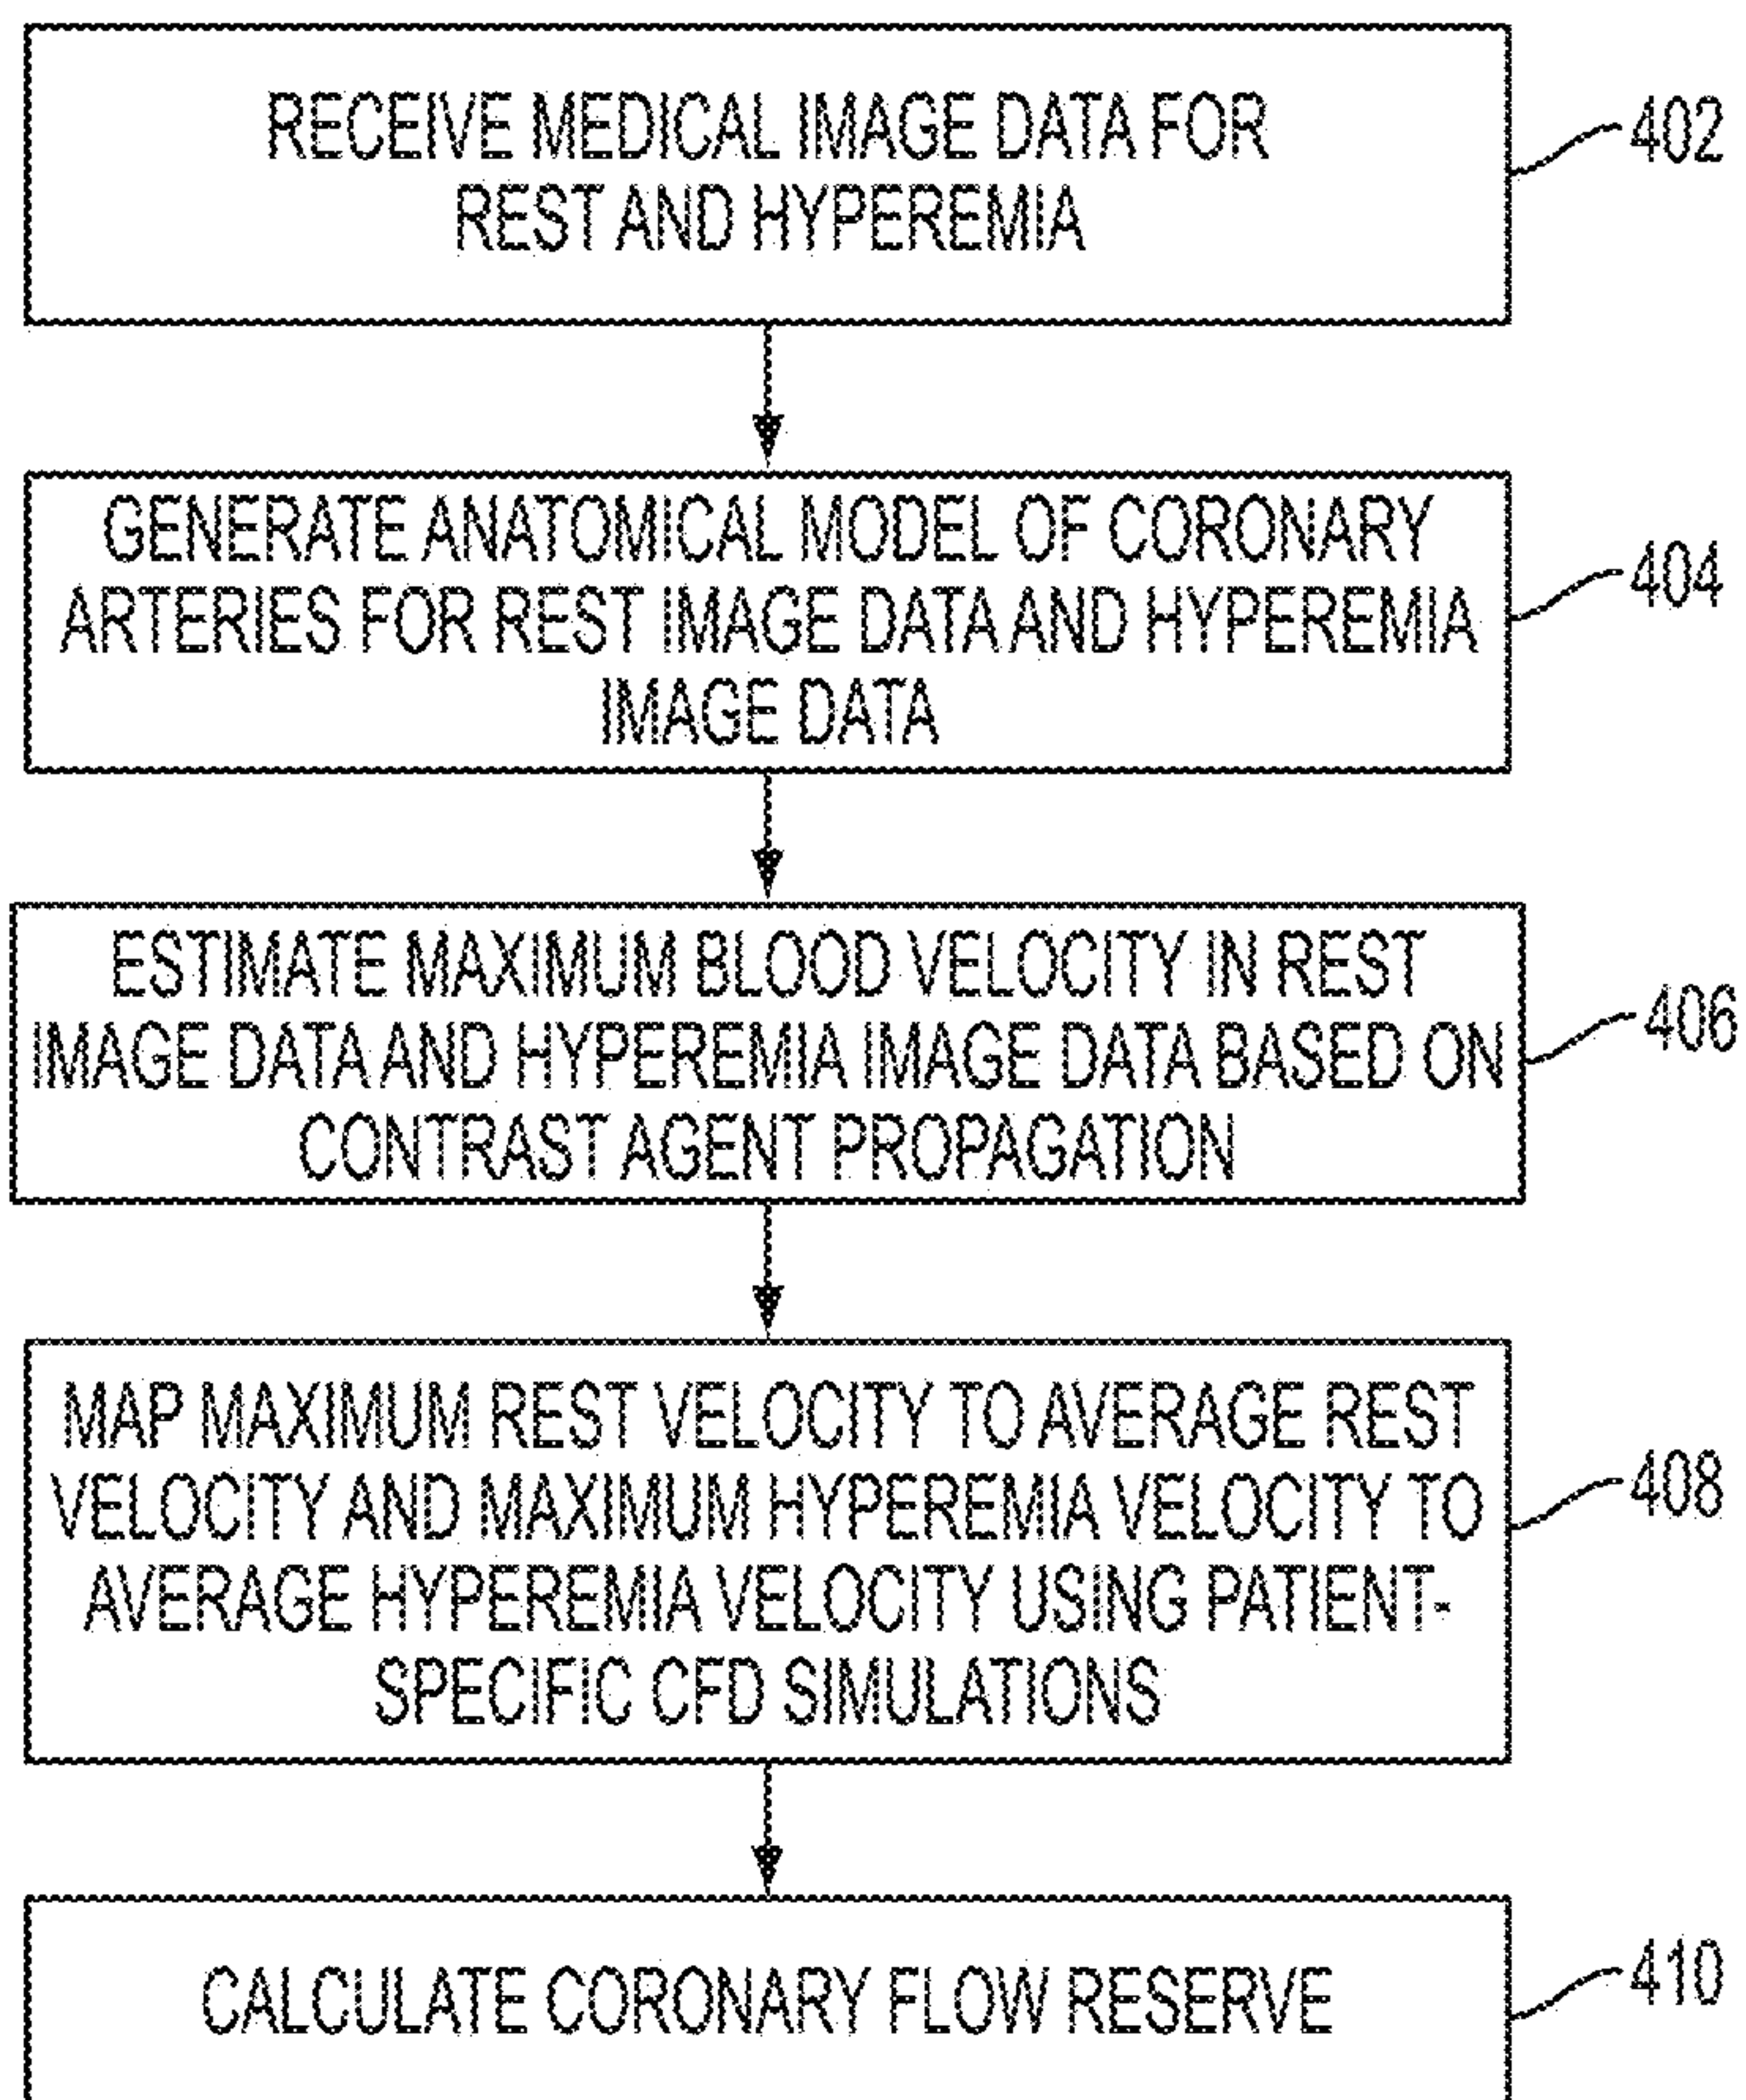 RECEIVE MEDICAL IMAGE DATA FOR
REST AND HYPEREMIA
402
GENERATE ANATOMICAL MODEL OF CORONARY
ARTERIES FOR REST IMAGE DATA AND HYPEREMIA
IMAGE DATA
404
ESTIMATE MAXIMUM BLOOD VELOCITY IN REST
IMAGE DATA AND HYPEREMIA IMAGE DATA BASED ON
CONTRAST AGENT PROPAGATION
406
MAP MAXIMUM REST VELOCITY TO AVERAGE REST
VELOCITY AND MAXIMUM HYPEREMIA VELOCITY TO
AVERAGE HYPEREMIA VELOCITY USING PATIENT-
SPECIFIC CFD SIMULATIONS
408
CALCULATE CORONARY FLOW RESERVE
410